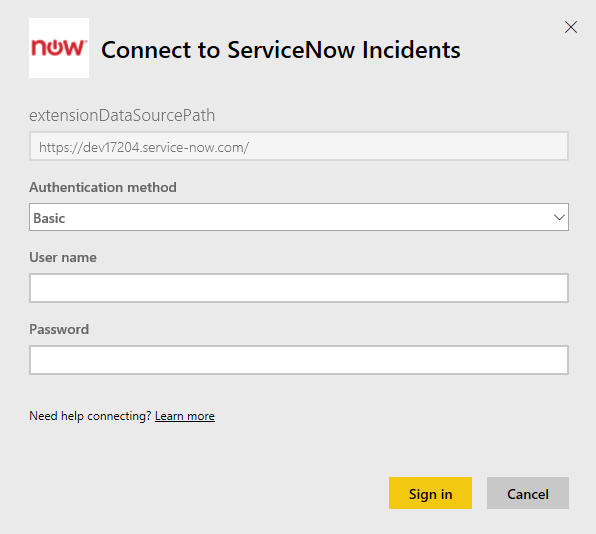 now
Connect to ServiceNow Incidents
extensionDataSourcePath
https://dev17204.service-now.com/
Authentication method
Basic
User name
Password
Need help connecting? Learn more
Sign in
Cancel